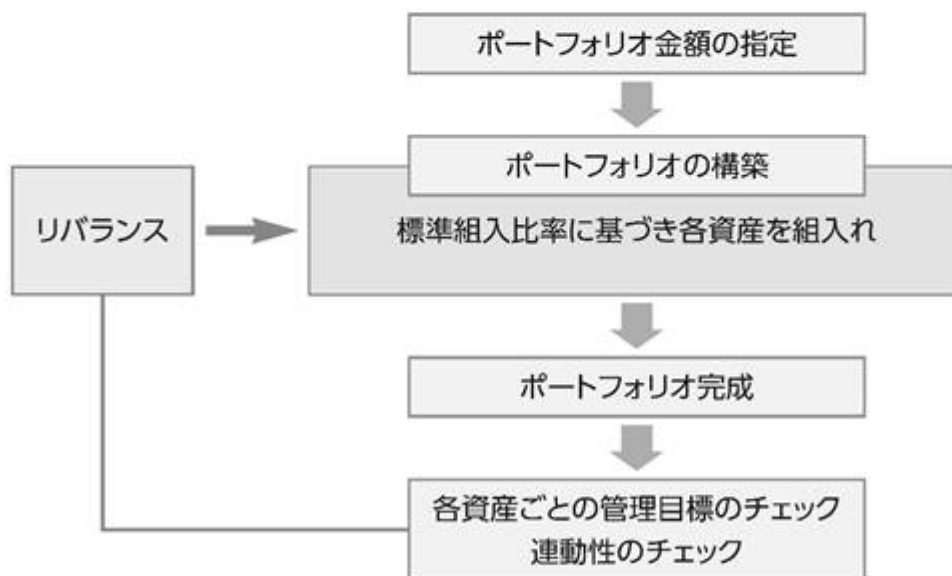 ポートフォリオ金額の指定
ポートフォリオの構築
リバランス
標準組入比率に基づき各資産を組入れ
ポートフォリオ完成
各資産ごとの管理目標のチェック
連動性のチェック